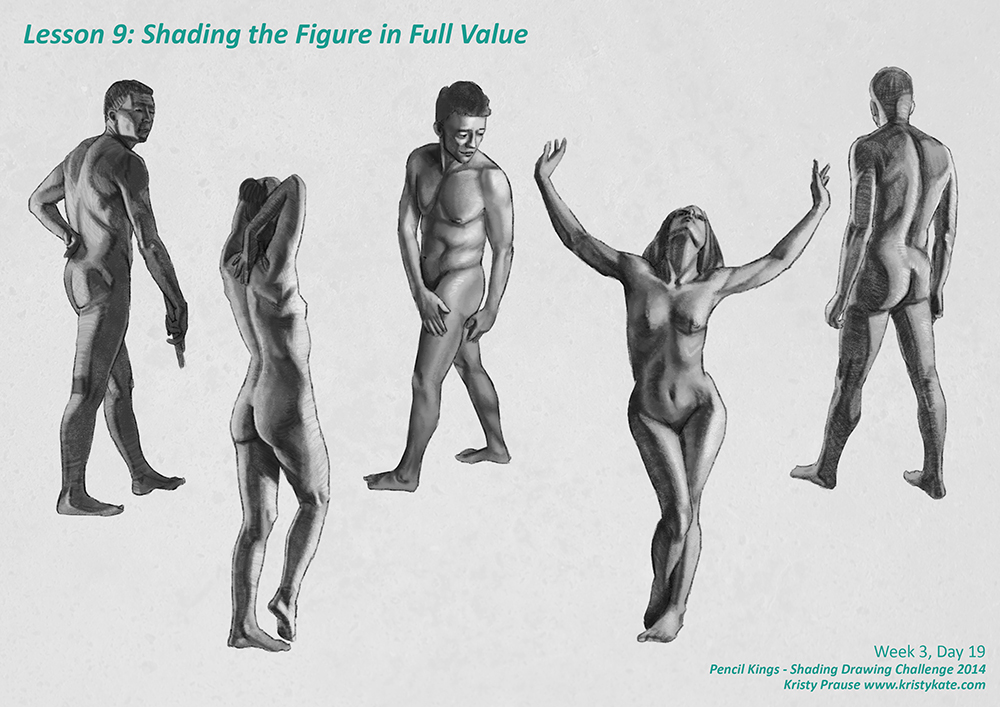 Lesson 9: Shading the Figure in Full Value
Week 3, Day 19
Pencil Kings - Shading Drawing Challenge 2014
Kristy Prause www.kristykate.com